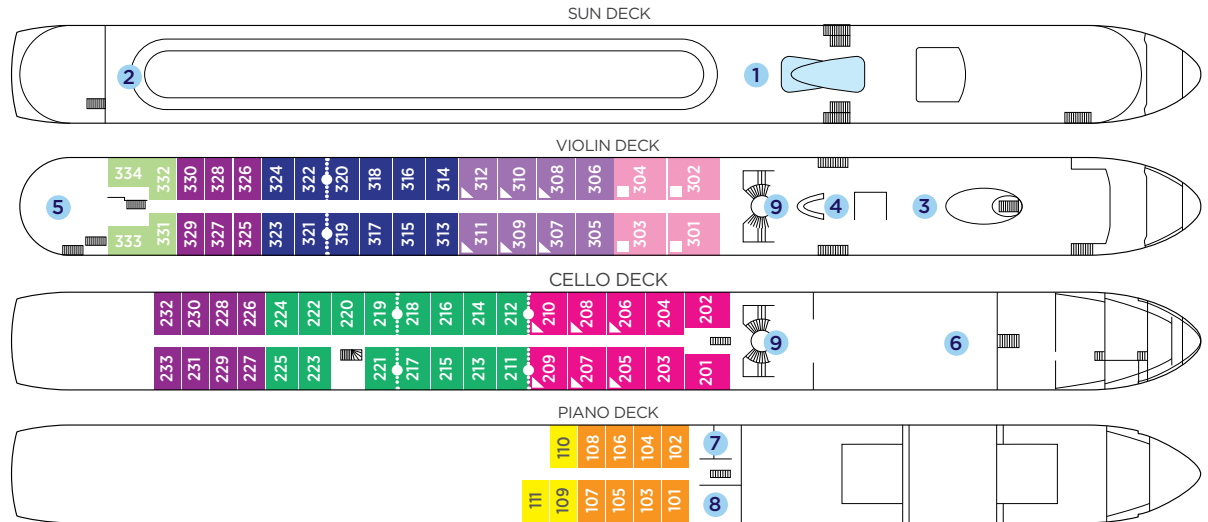 SUN DECK
2 1
VIOLIN DECK
334 332 330 328 326 324 322 320 318 316 314 312 310 308 306 304 302
5 9 4 3
333 331 329 327 325 323 321 319 317 315 313 311 309 307 305 303 301
CELLO DECK
232 230 228 226 224 222 220 219 218 216 214 212 210 208 206 204 202
9 6
233 231 229 227 225 223 221 217 215 213 211 209 207 205 203 201
PIANO DECK
110 108 106 104 102 7
111 109 107 105 103 101 8